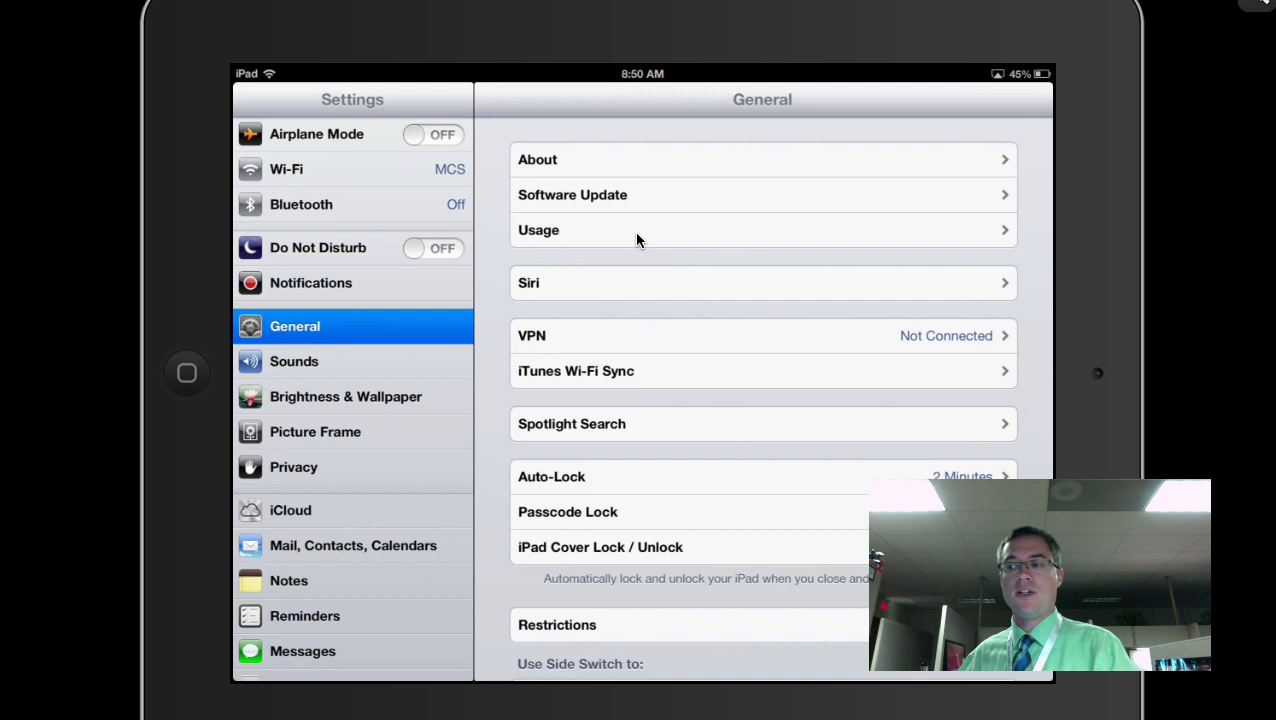 iPad 8:50 AM 45%
Settings
Airplane Mode OFF
Wi-Fi MCS
Bluetooth Off
Do Not Disturb OFF
Notifications
General
Sounds
Brightness & Wallpaper
Picture Frame
Privacy
iCloud
Mail, Contacts, Calendars
Notes
Reminders
Messages
General
About
Software Update
Usage
Siri
VPN Not Connected
iTunes Wi-Fi Sync
Spotlight Search
Auto-Lock 2 Minutes
Passcode Lock
iPad Cover Lock / Unlock
Automatically lock and unlock your iPad when you close and
Restrictions
Use Side Switch to: